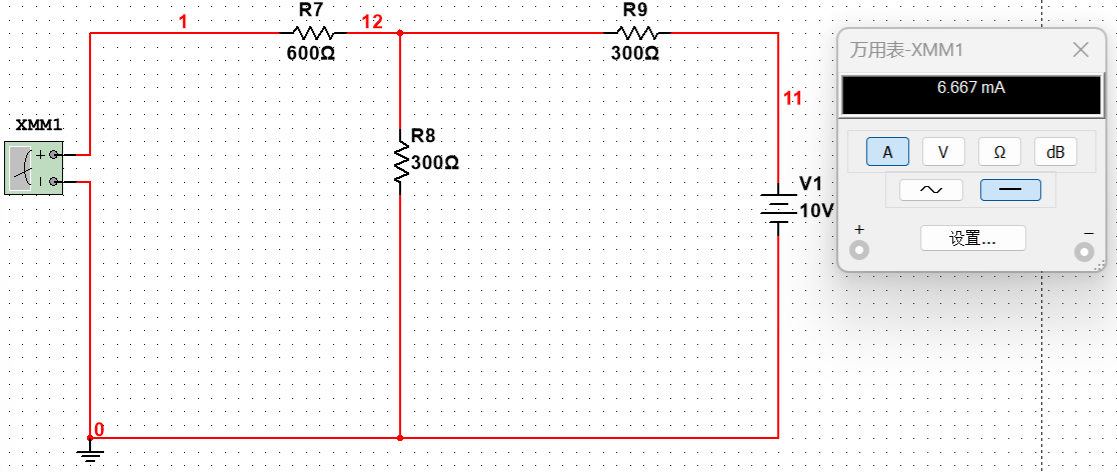 R7
R9
1
12
600Ω
300Ω
万用表-XMM1
6.667 mA
11
XMM1
R8
300Ω
A
V
Ω
dB
V1
10V
+
设置...
−
0